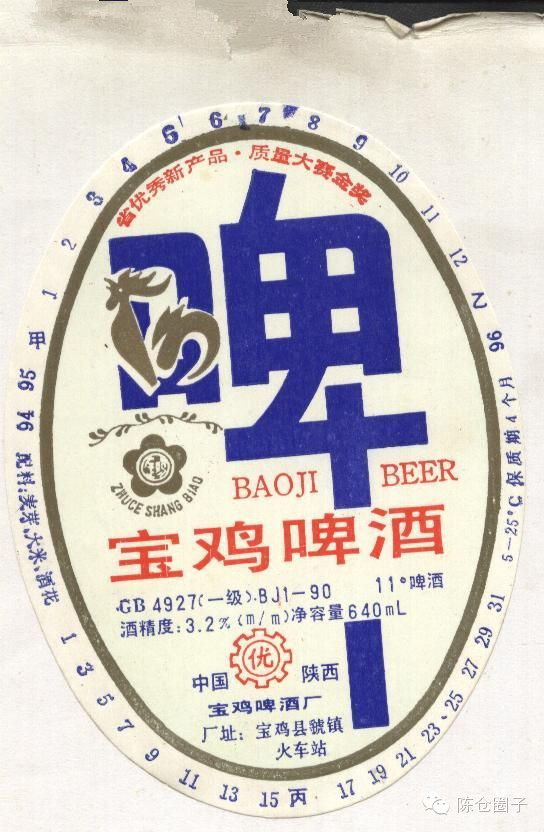 94 95 甲 1 2 3 4 5 6 7 8 9 10 11 12 乙 96
省优秀新产品·质量大赛金奖
啤
ZHUCE SHANG BIAO
BAOJI BEER
宝鸡啤酒
GB 4927(一级)·BJ1-90 11°啤酒
酒精度:3.2%(m/m)净容量640mL
优
中国 陕西
宝鸡啤酒厂
厂址:宝鸡县虢镇
火车站
配料:麦芽、大米、酒花
5-25°C保质期4个月
1 3 5 7 9 11 13 15 丙 17 19 21 23·25 27 29 31
陈仓圈子